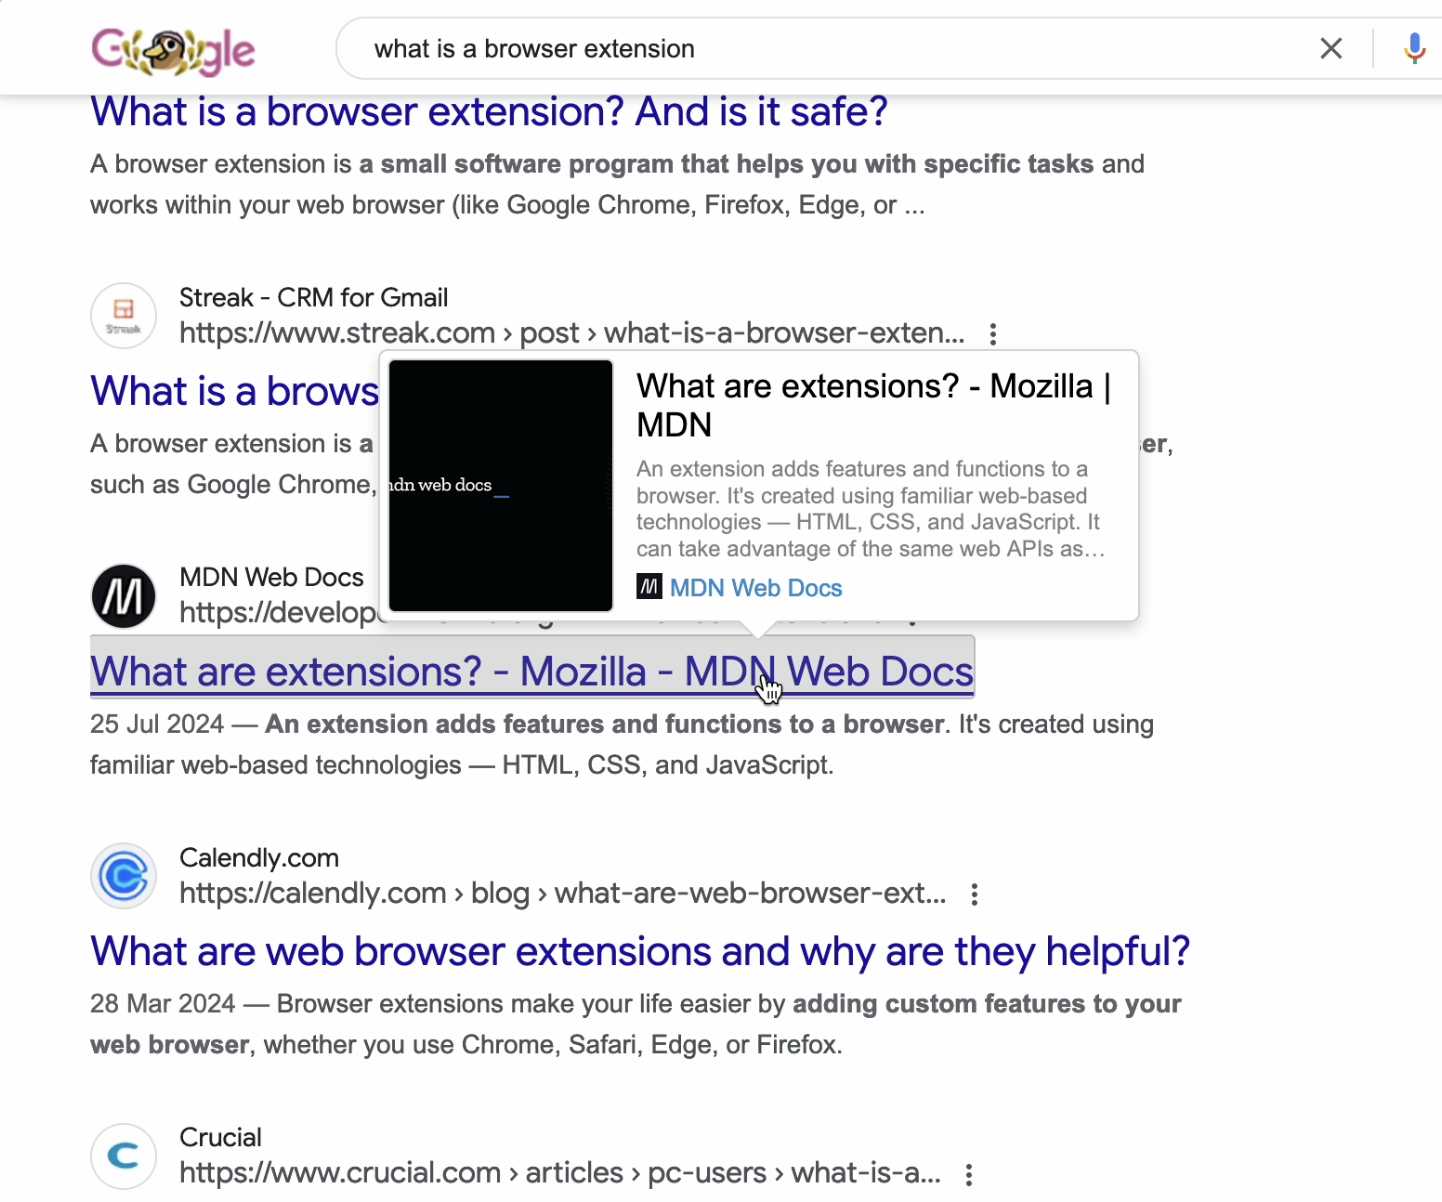 Google
what is a browser extension
What is a browser extension? And is it safe?
A browser extension is a small software program that helps you with specific tasks and
works within your web browser (like Google Chrome, Firefox, Edge, or ...
Streak
Streak - CRM for Gmail
https://www.streak.com › post › what-is-a-browser-exten...
What is a brows
A browser extension is a
er,
such as Google Chrome,
What are extensions? - Mozilla |
MDN
An extension adds features and functions to a
browser. It's created using familiar web-based
technologies — HTML, CSS, and JavaScript. It
can take advantage of the same web APIs as...
MDN Web Docs
mdn web docs_
MDN Web Docs
https://develop
What are extensions? - Mozilla - MDN Web Docs
25 Jul 2024 — An extension adds features and functions to a browser. It's created using
familiar web-based technologies — HTML, CSS, and JavaScript.
Calendly.com
https://calendly.com › blog › what-are-web-browser-ext...
What are web browser extensions and why are they helpful?
28 Mar 2024 — Browser extensions make your life easier by adding custom features to your
web browser, whether you use Chrome, Safari, Edge, or Firefox.
Crucial
https://www.crucial.com › articles › pc-users › what-is-a...